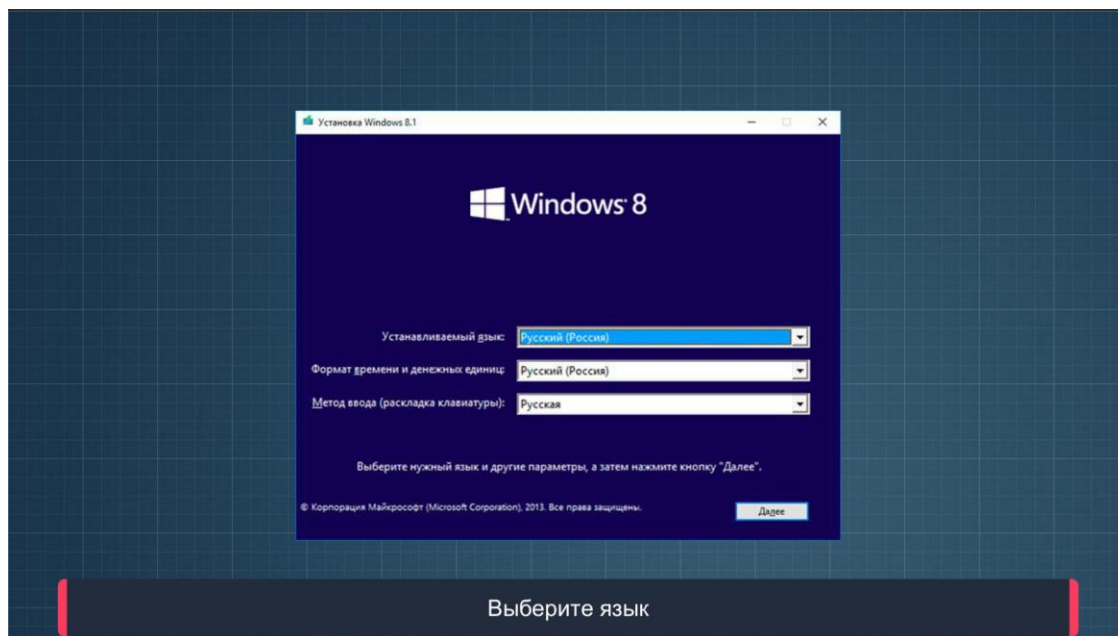 Установка Windows 8.1
Windows 8
Устанавливаемый язык: Русский (Россия)
Формат времени и денежных единиц: Русский (Россия)
Метод ввода (раскладка клавиатуры): Русская
Выберите нужный язык и другие параметры, а затем нажмите кнопку "Далее".
© Корпорация Майкрософт (Microsoft Corporation), 2013. Все права защищены.
Далее
Выберите язык